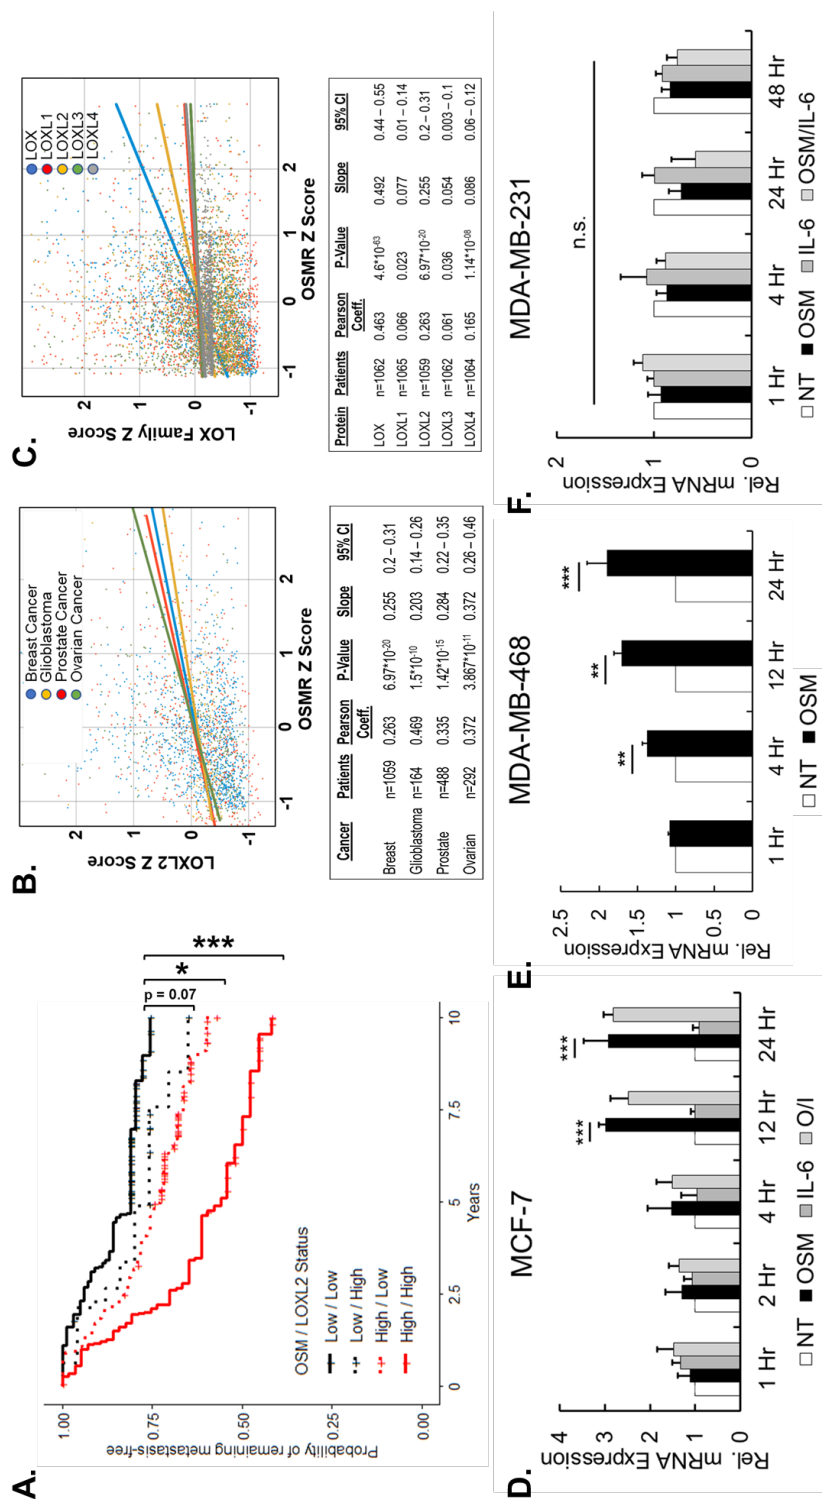 A.
Probability of remaining metastasis-free
1.00
0.75
0.50
0.25
0.00
0
2.5
5
7.5
10
Years
OSM / LOXL2 Status
Low / Low
Low / High
High / Low
High / High
p = 0.07
*
***
B.
LOXL2 Z Score
2
1
0
-1
-1
0
1
2
OSMR Z Score
Breast Cancer
Glioblastoma
Prostate Cancer
Ovarian Cancer
Cancer Patients Pearson Coeff. P-Value Slope 95% CI
Breast n=1059 0.263 6.97*10-20 0.255 0.2 – 0.31
Glioblastoma n=164 0.469 1.5*10-10 0.203 0.14 – 0.26
Prostate n=488 0.335 1.42*10-15 0.284 0.22 – 0.35
Ovarian n=292 0.372 3.867*10-11 0.372 0.26 – 0.46
C.
LOX Family Z Score
2
1
0
-1
-1
0
1
2
OSMR Z Score
LOX
LOXL1
LOXL2
LOXL3
LOXL4
Protein Patients Pearson Coeff. P-Value Slope 95% CI
LOX n=1062 0.463 4.6*10-63 0.492 0.44 – 0.55
LOXL1 n=1065 0.066 0.023 0.077 0.01 – 0.14
LOXL2 n=1059 0.263 6.97*10-20 0.255 0.2 – 0.31
LOXL3 n=1062 0.061 0.036 0.054 0.003 – 0.1
LOXL4 n=1064 0.165 1.14*10-08 0.086 0.06 – 0.12
D.
MCF-7
Rel. mRNA Expression
4
3
2
1
0
***
***
1 Hr 2 Hr 4 Hr 12 Hr 24 Hr
NT OSM IL-6 O/I
E.
MDA-MB-468
Rel. mRNA Expression
2.5
2
1.5
1
0.5
0
**
**
***
1 Hr 4 Hr 12 Hr 24 Hr
NT OSM
F.
MDA-MB-231
Rel. mRNA Expression
2
1
0
n.s.
1 Hr 4 Hr 24 Hr 48 Hr
NT OSM IL-6 OSM/IL-6